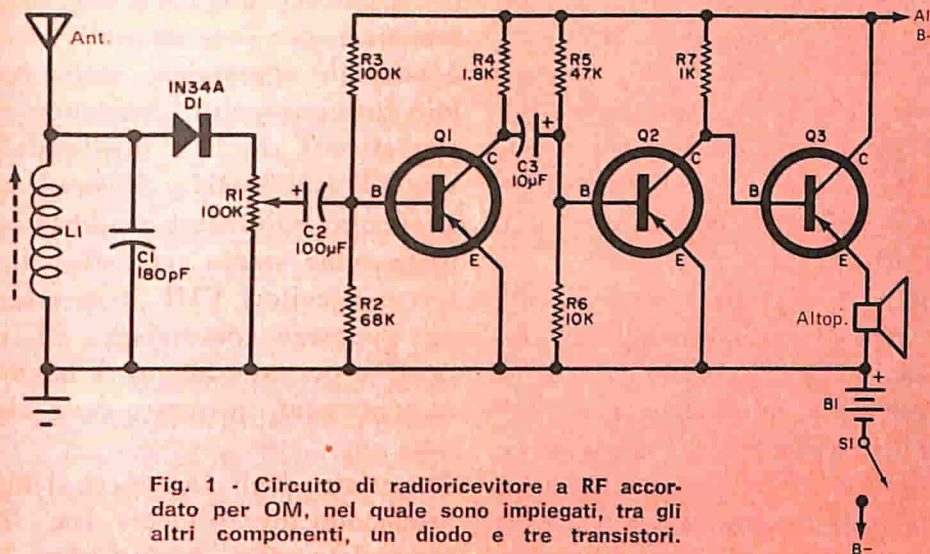 Ant.
1N34A
D1
R1
100K
L1
C1
180pF
C2
100µF
R3
100K
R2
68K
Q1
B
C
E
R4
1.8K
C3
10µF
R5
47K
R6
10K
Q2
B
C
E
R7
1K
Q3
B
C
E
B-
Altop.
B1
S1
B-
Fig. 1 - Circuito di radioricevitore a RF accor-
dato per OM, nel quale sono impiegati, tra gli
altri componenti, un diodo e tre transistori.